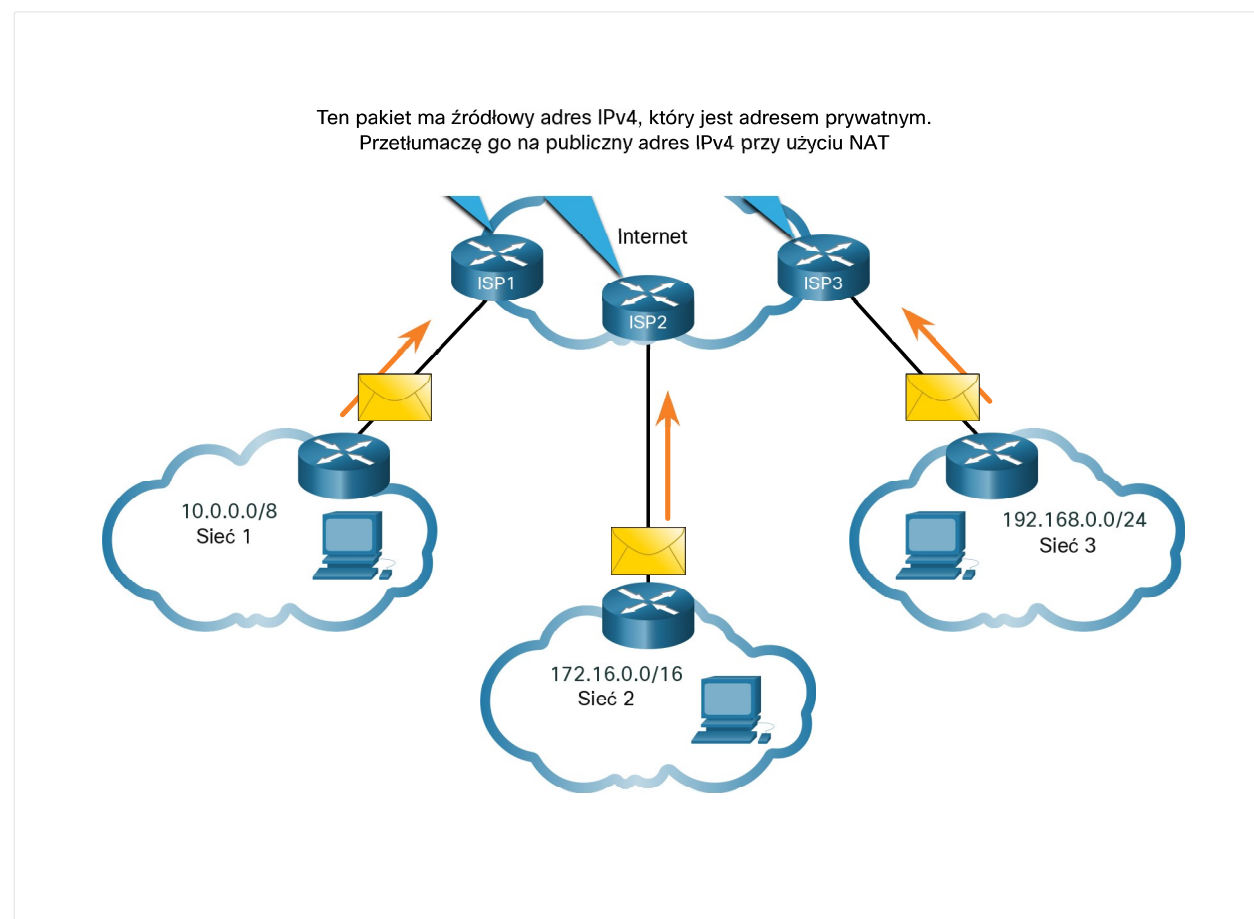 Ten pakiet ma źródłowy adres IPv4, który jest adresem prywatnym.
Przetłumaczę go na publiczny adres IPv4 przy użyciu NAT
Internet
ISP1
ISP2
ISP3
10.0.0.0/8
Sieć 1
192.168.0.0/24
Sieć 3
172.16.0.0/16
Sieć 2